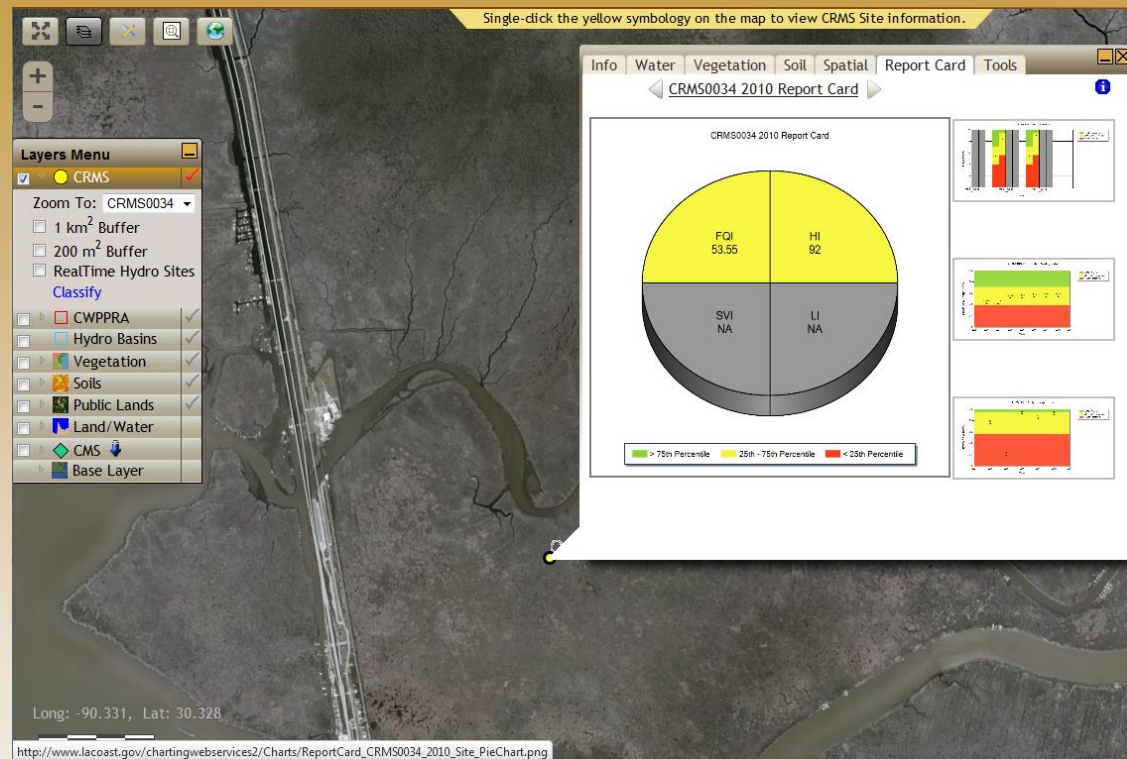 Single-click the yellow symbology on the map to view CRMS Site information.
+
−
Layers Menu
CRMS
Zoom To: CRMS0034
1 km² Buffer
200 m² Buffer
RealTime Hydro Sites
Classify
CWPPRA
Hydro Basins
Vegetation
Soils
Public Lands
Land/Water
CMS
Base Layer
Info Water Vegetation Soil Spatial Report Card Tools
CRMS0034 2010 Report Card
CRMS0034 2010 Report Card
FQI
53.55
HI
92
SVI
NA
LI
NA
> 75th Percentile 25th - 75th Percentile < 25th Percentile
Long: -90.331, Lat: 30.328
http://www.lacoast.gov/chartingwebservices2/Charts/ReportCard_CRMS0034_2010_Site_PieChart.png